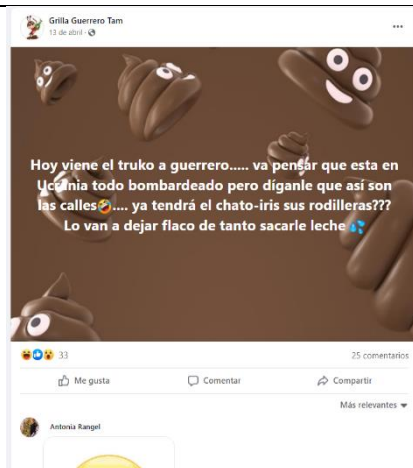 Grilla Guerrero Tam
13 de abril ·
Hoy viene el truko a guerrero..... va pensar que esta en
Ucrania todo bombardeado pero díganle que así son
las calles🤣.... ya tendrá el chato-iris sus rodilleras???
Lo van a dejar flaco de tanto sacarle leche 💦
33
25 comentarios
Me gusta
Comentar
Compartir
Más relevantes
Antonia Rangel